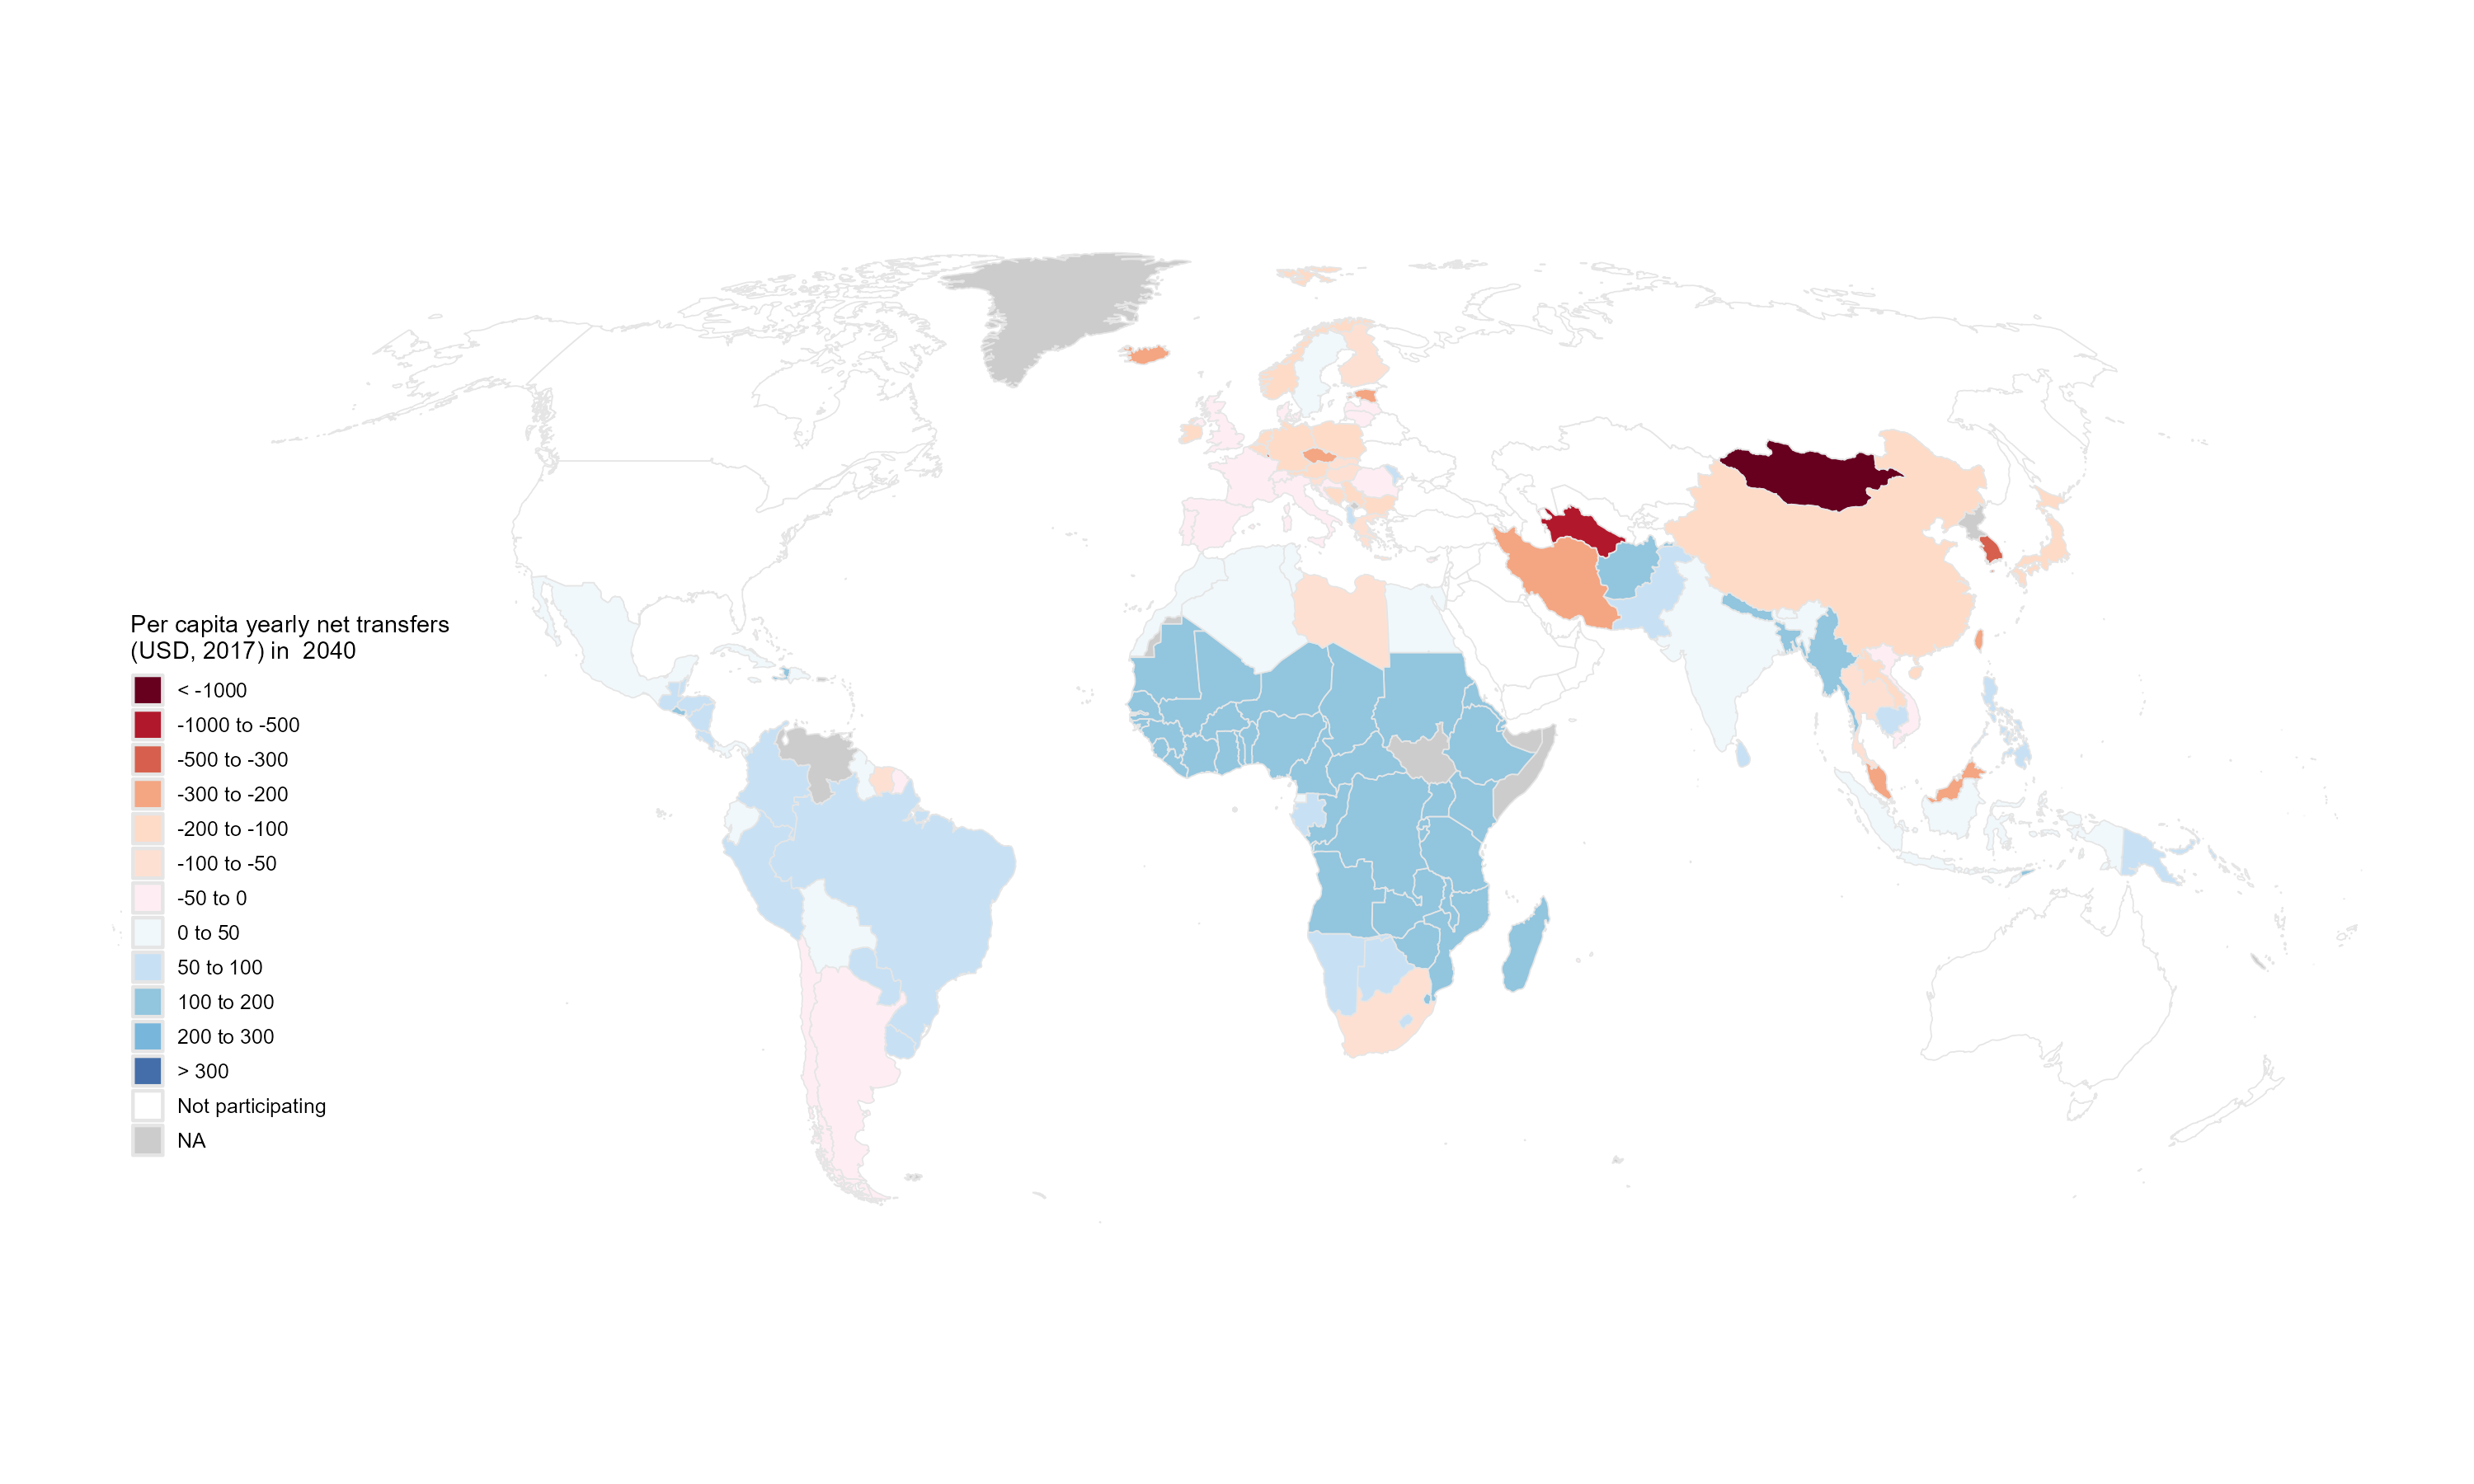 Per capita yearly net transfers
(USD, 2017) in  2040
< -1000
-1000 to -500
-500 to -300
-300 to -200
-200 to -100
-100 to -50
-50 to 0
0 to 50
50 to 100
100 to 200
200 to 300
> 300
Not participating
NA